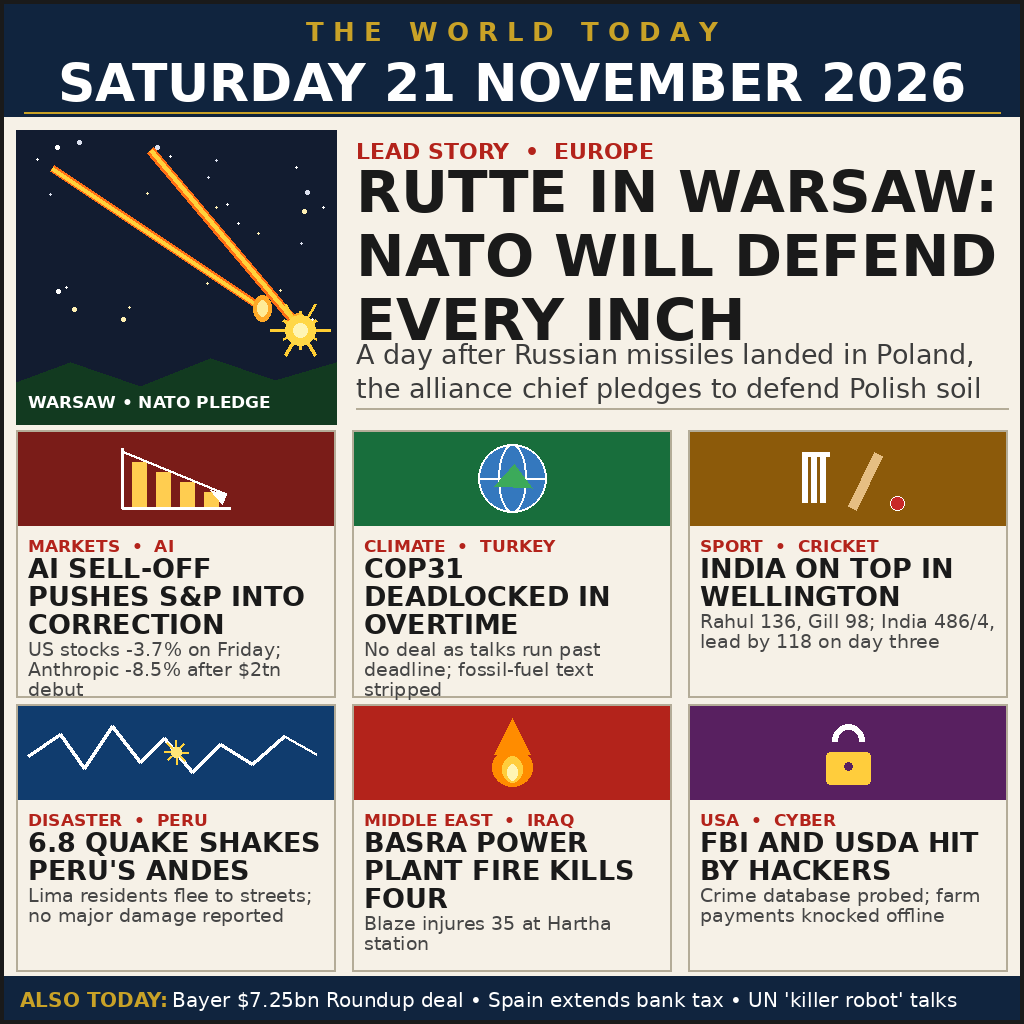 THE WORLD TODAY
SATURDAY 21 NOVEMBER 2026
WARSAW • NATO PLEDGE
LEAD STORY • EUROPE
RUTTE IN WARSAW:
NATO WILL DEFEND
EVERY INCH
A day after Russian missiles landed in Poland,
the alliance chief pledges to defend Polish soil
MARKETS • AI
AI SELL-OFF
PUSHES S&P INTO
CORRECTION
US stocks -3.7% on Friday;
Anthropic -8.5% after $2tn
debut
CLIMATE • TURKEY
COP31
DEADLOCKED IN
OVERTIME
No deal as talks run past
deadline; fossil-fuel text
stripped
SPORT • CRICKET
INDIA ON TOP IN
WELLINGTON
Rahul 136, Gill 98; India 486/4,
lead by 118 on day three
DISASTER • PERU
6.8 QUAKE SHAKES
PERU'S ANDES
Lima residents flee to streets;
no major damage reported
MIDDLE EAST • IRAQ
BASRA POWER
PLANT FIRE KILLS
FOUR
Blaze injures 35 at Hartha
station
USA • CYBER
FBI AND USDA HIT
BY HACKERS
Crime database probed; farm
payments knocked offline
ALSO TODAY: Bayer $7.25bn Roundup deal • Spain extends bank tax • UN 'killer robot' talks